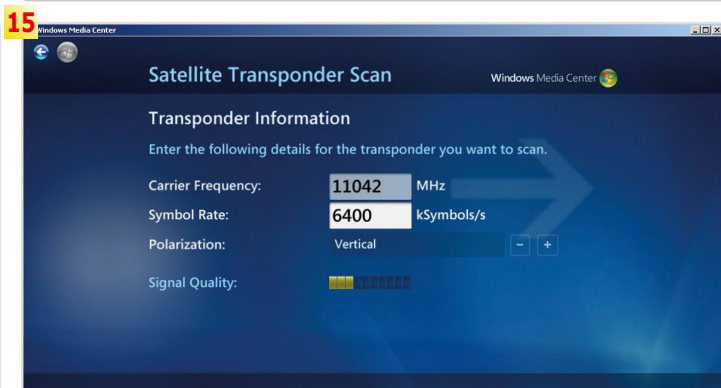 15
Windows Media Center
Satellite Transponder Scan
Windows Media Center
Transponder Information
Enter the following details for the transponder you want to scan.
Carrier Frequency: 11042 MHz
Symbol Rate: 6400 kSymbols/s
Polarization: Vertical - +
Signal Quality: